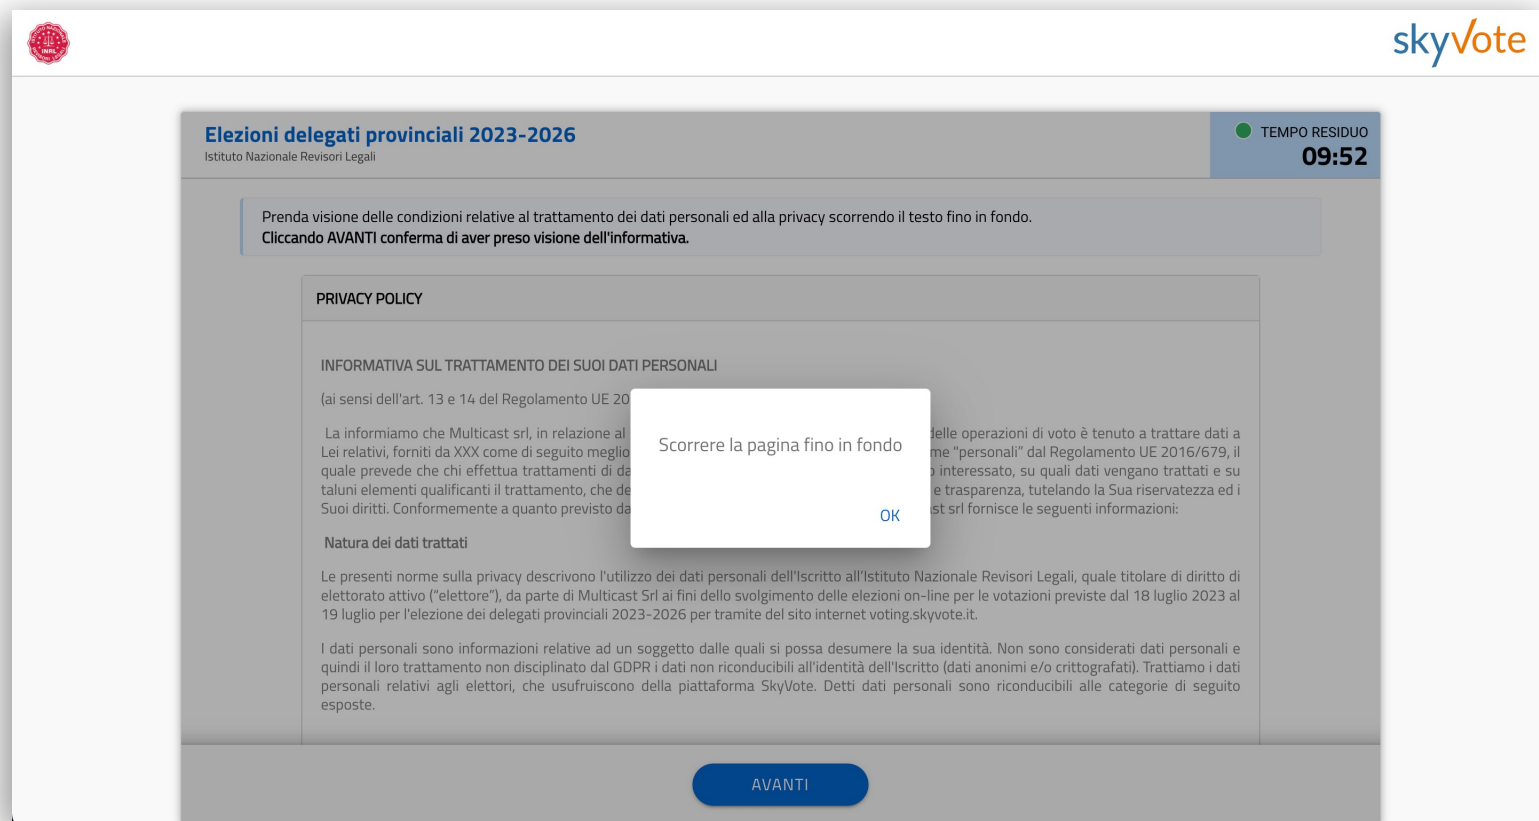 INRL
skyVote
Elezioni delegati provinciali 2023-2026
Istituto Nazionale Revisori Legali
TEMPO RESIDUO
09:52
Prenda visione delle condizioni relative al trattamento dei dati personali ed alla privacy scorrendo il testo fino in fondo.
Cliccando AVANTI conferma di aver preso visione dell'informativa.
PRIVACY POLICY
INFORMATIVA SUL TRATTAMENTO DEI SUOI DATI PERSONALI
(ai sensi dell'art. 13 e 14 del Regolamento UE 20
La informiamo che Multicast srl, in relazione al delle operazioni di voto è tenuto a trattare dati a
Lei relativi, forniti da XXX come di seguito meglio me "personali" dal Regolamento UE 2016/679, il
quale prevede che chi effettua trattamenti di da interessato, su quali dati vengano trattati e su
taluni elementi qualificanti il trattamento, che de e trasparenza, tutelando la Sua riservatezza ed i
Suoi diritti. Conformemente a quanto previsto da st srl fornisce le seguenti informazioni:
Scorrere la pagina fino in fondo
OK
Natura dei dati trattati
Le presenti norme sulla privacy descrivono l'utilizzo dei dati personali dell'Iscritto all'Istituto Nazionale Revisori Legali, quale titolare di diritto di
elettorato attivo ("elettore"), da parte di Multicast Srl ai fini dello svolgimento delle elezioni on-line per le votazioni previste dal 18 luglio 2023 al
19 luglio per l'elezione dei delegati provinciali 2023-2026 per tramite del sito internet voting.skyvote.it.
I dati personali sono informazioni relative ad un soggetto dalle quali si possa desumere la sua identità. Non sono considerati dati personali e
quindi il loro trattamento non disciplinato dal GDPR i dati non riconducibili all'identità dell'Iscritto (dati anonimi e/o crittografati). Trattiamo i dati
personali relativi agli elettori, che usufruiscono della piattaforma SkyVote. Detti dati personali sono riconducibili alle categorie di seguito
esposte.
AVANTI